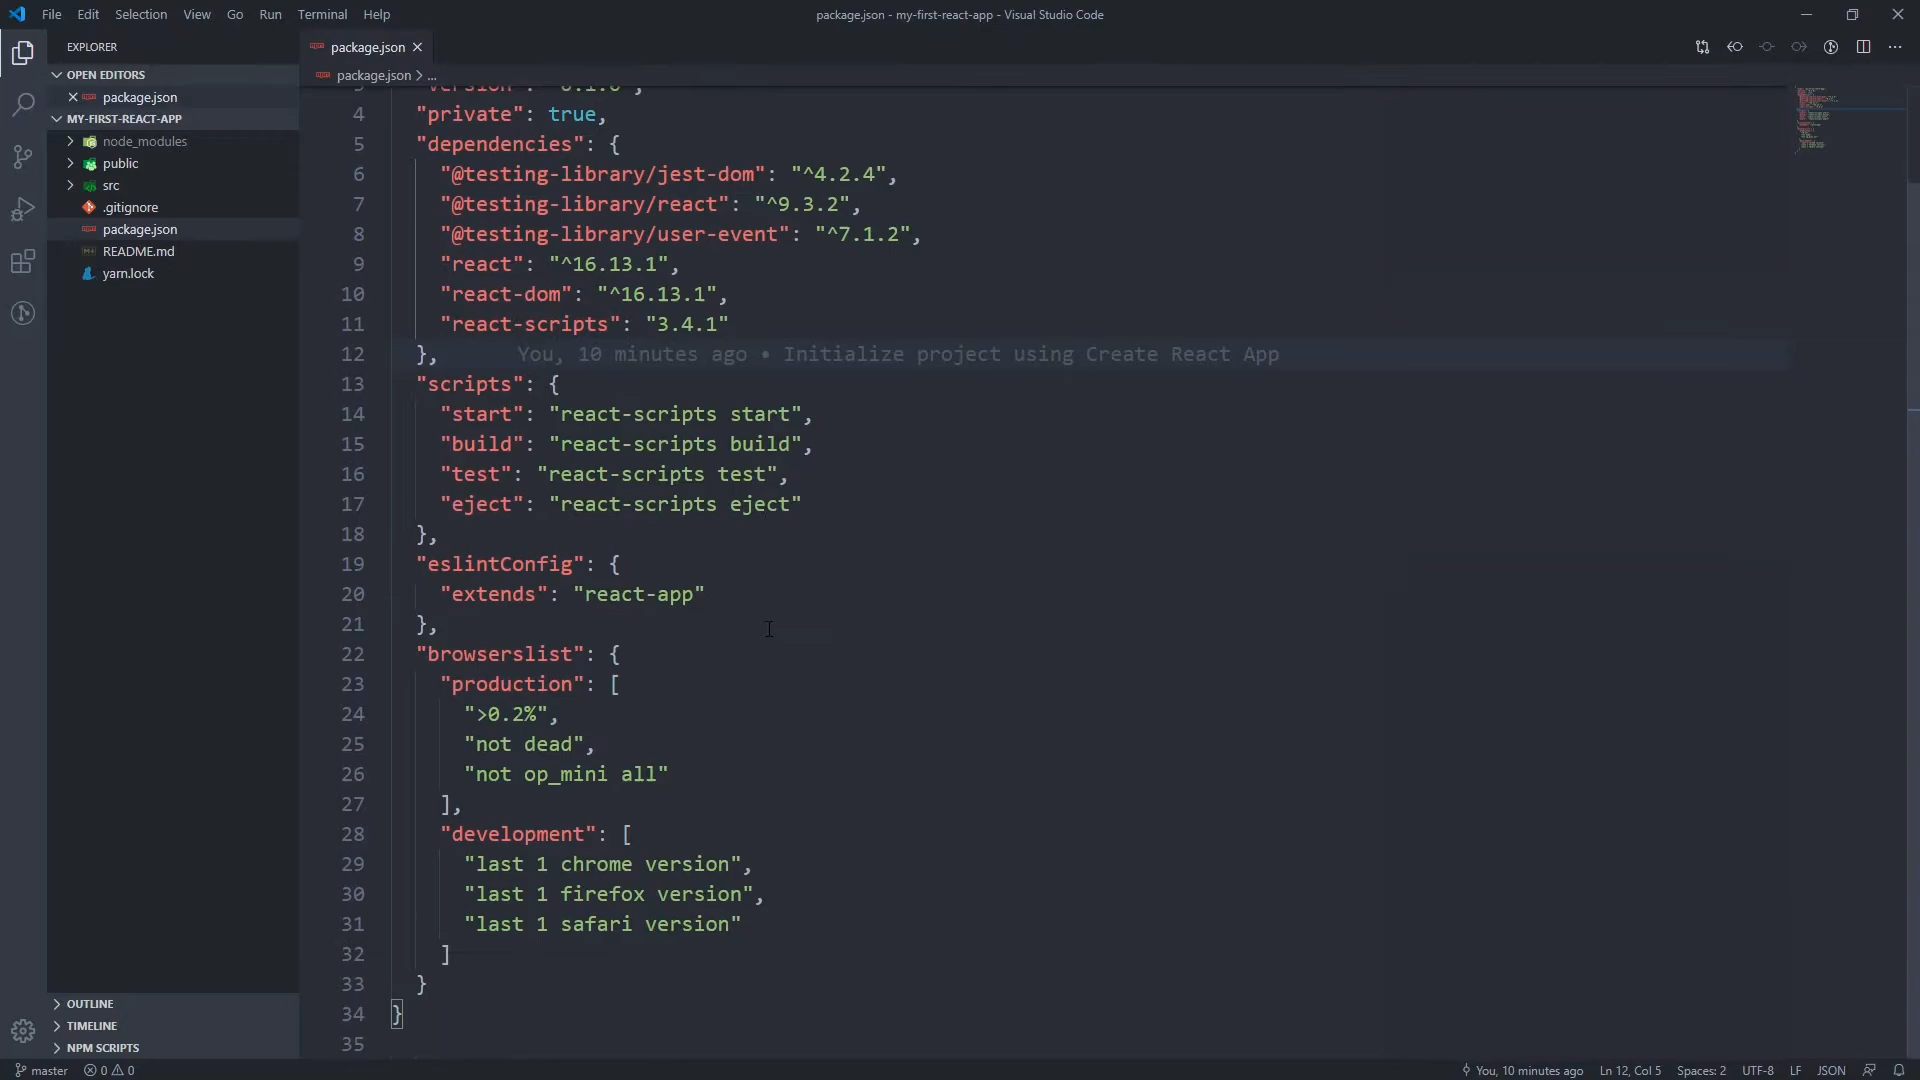 File Edit Selection View Go Run Terminal Help
package.json - my-first-react-app - Visual Studio Code
EXPLORER
OPEN EDITORS
package.json
MY-FIRST-REACT-APP
node_modules
public
src
.gitignore
package.json
README.md
yarn.lock
OUTLINE
TIMELINE
NPM SCRIPTS
package.json
package.json > ...
4 "private": true,
5 "dependencies": {
6 "@testing-library/jest-dom": "^4.2.4",
7 "@testing-library/react": "^9.3.2",
8 "@testing-library/user-event": "^7.1.2",
9 "react": "^16.13.1",
10 "react-dom": "^16.13.1",
11 "react-scripts": "3.4.1"
12 }, You, 10 minutes ago • Initialize project using Create React App
13 "scripts": {
14 "start": "react-scripts start",
15 "build": "react-scripts build",
16 "test": "react-scripts test",
17 "eject": "react-scripts eject"
18 },
19 "eslintConfig": {
20 "extends": "react-app"
21 },
22 "browserslist": {
23 "production": [
24 ">0.2%",
25 "not dead",
26 "not op_mini all"
27 ],
28 "development": [
29 "last 1 chrome version",
30 "last 1 firefox version",
31 "last 1 safari version"
32 ]
33 }
34 }
35
master 0 0 You, 10 minutes ago Ln 12, Col 5 Spaces: 2 UTF-8 LF JSON